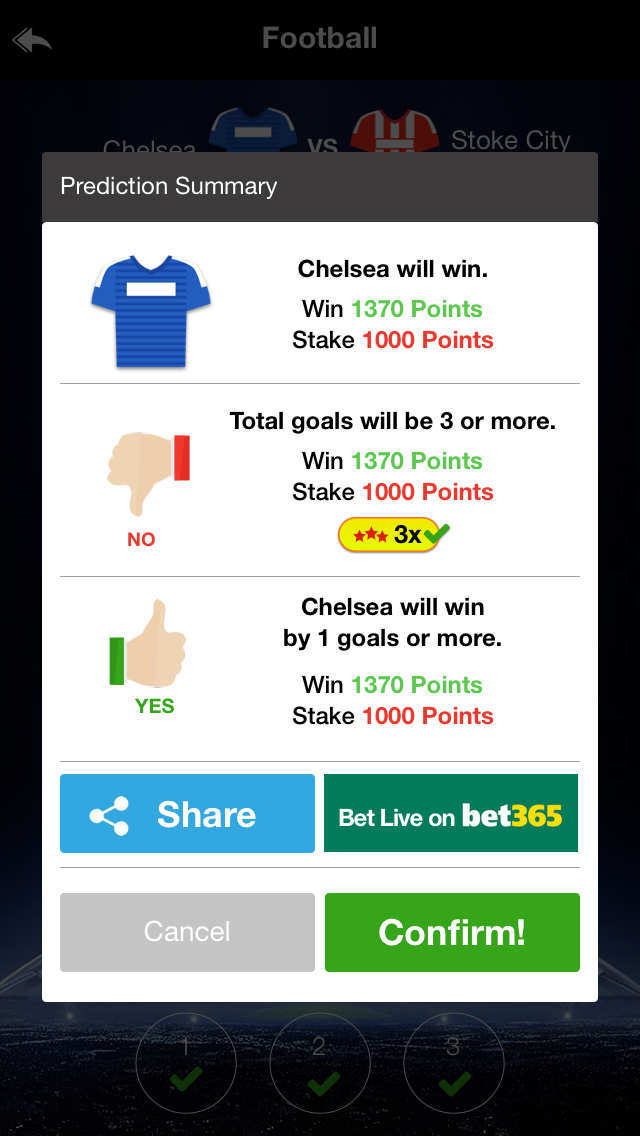 Football
Chelsea vs Stoke City
Prediction Summary
Chelsea will win.
Win 1370 Points
Stake 1000 Points
Total goals will be 3 or more.
Win 1370 Points
Stake 1000 Points
NO
3x
Chelsea will win
by 1 goals or more.
Win 1370 Points
Stake 1000 Points
YES
Share
Bet Live on bet365
Cancel
Confirm!
1 2 3